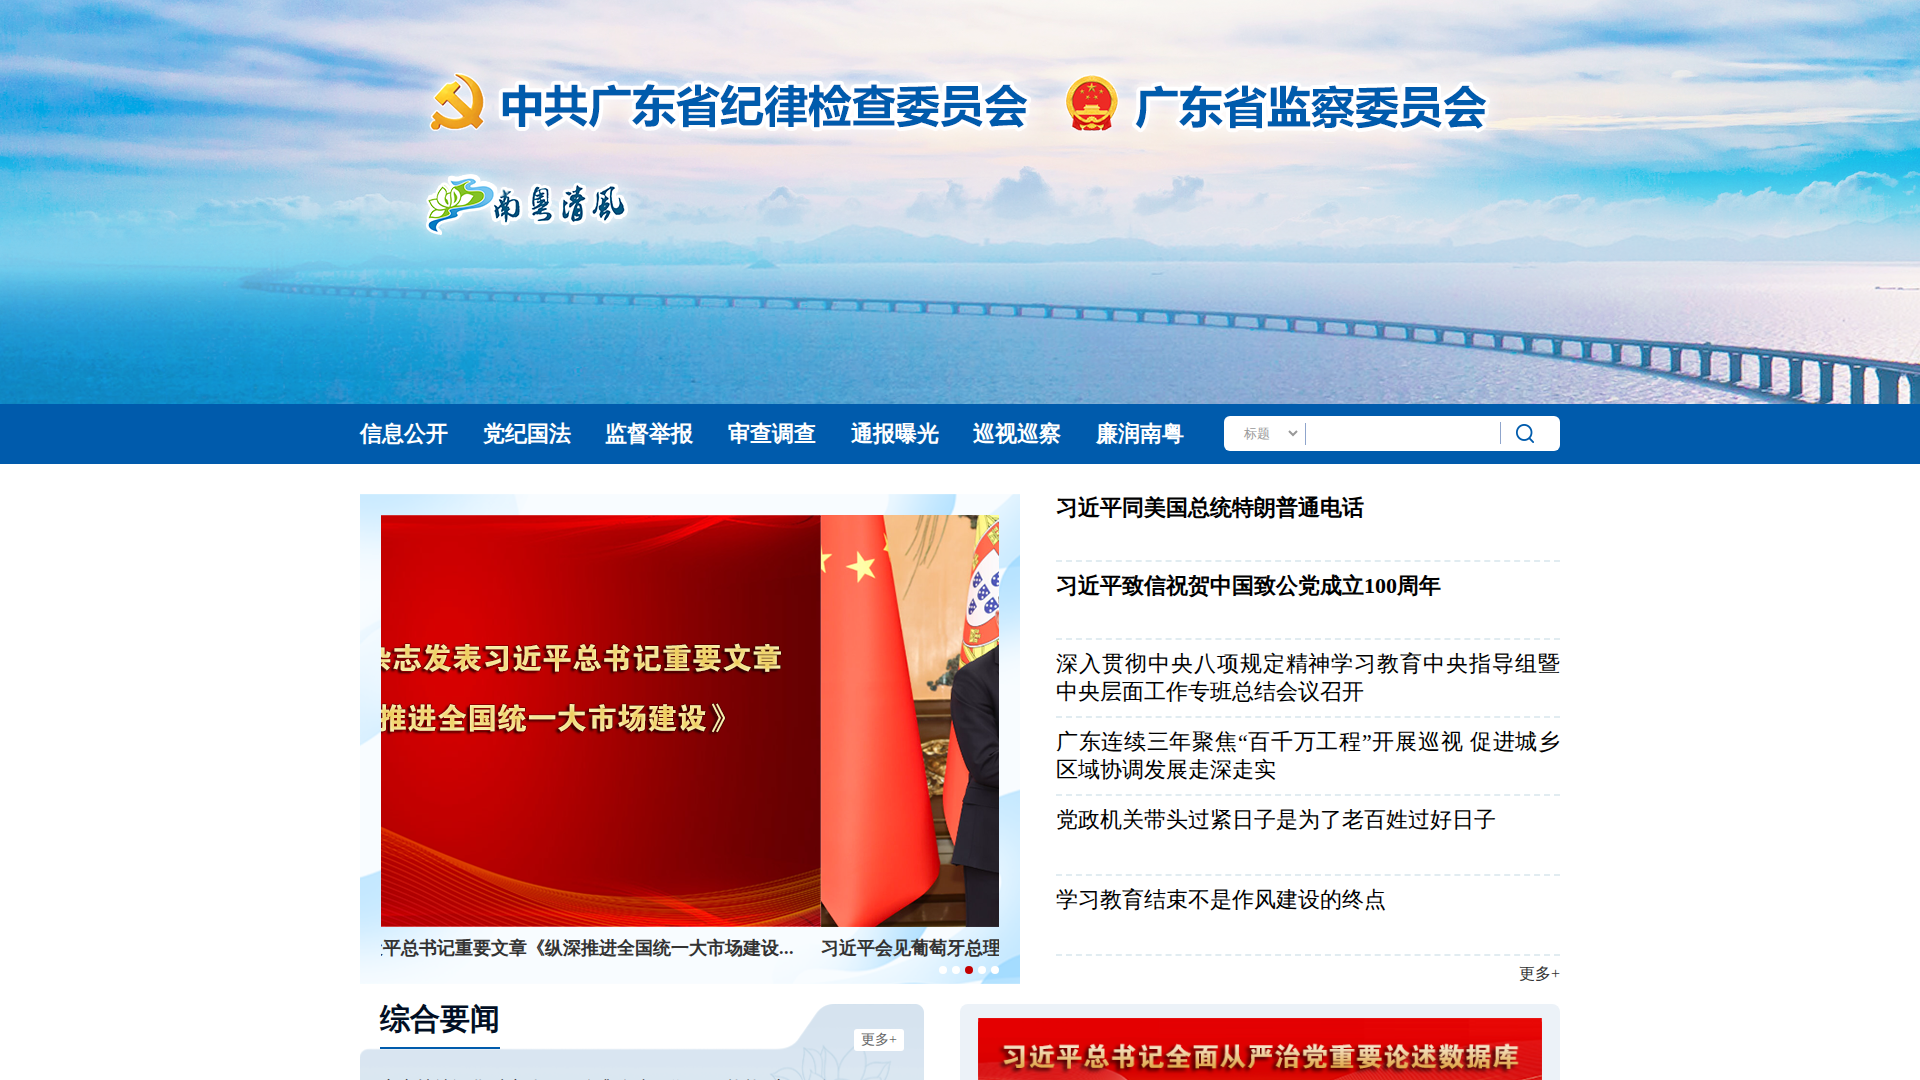 中共广东省纪律检查委员会 广东省监察委员会
南粤清风
信息公开 党纪国法 监督举报 审查调查 通报曝光 巡视巡察 廉润南粤 标题
志发表习近平总书记重要文章
推进全国统一大市场建设》
平总书记重要文章《纵深推进全国统一大市场建设... 习近平会见葡萄牙总理
习近平同美国总统特朗普通电话
习近平致信祝贺中国致公党成立100周年
深入贯彻中央八项规定精神学习教育中央指导组暨
中央层面工作专班总结会议召开
广东连续三年聚焦“百千万工程”开展巡视 促进城乡
区域协调发展走深走实
党政机关带头过紧日子是为了老百姓过好日子
学习教育结束不是作风建设的终点
更多+
综合要闻
更多+
习近平总书记全面从严治党重要论述数据库